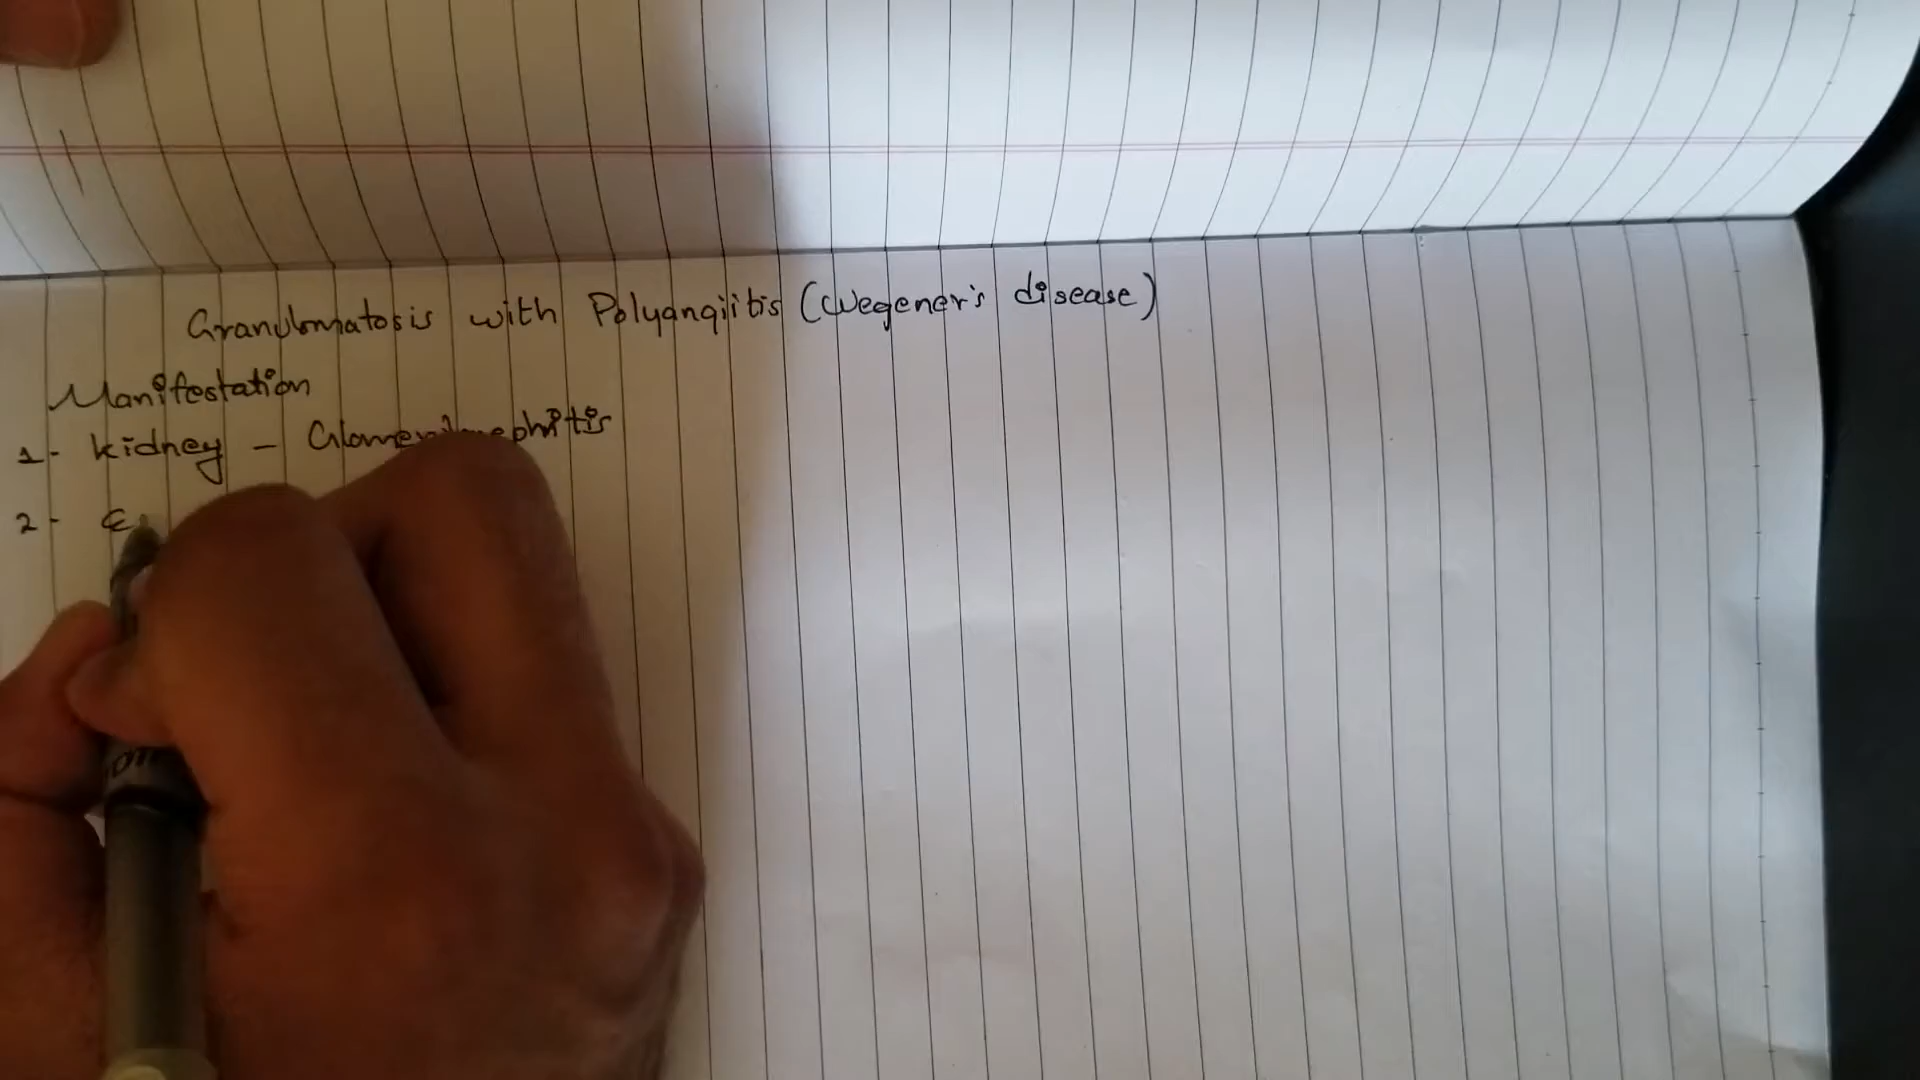 Granulomatosis with Polyangiitis (Wegener's disease)
Manifestation
1- kidney -
2-